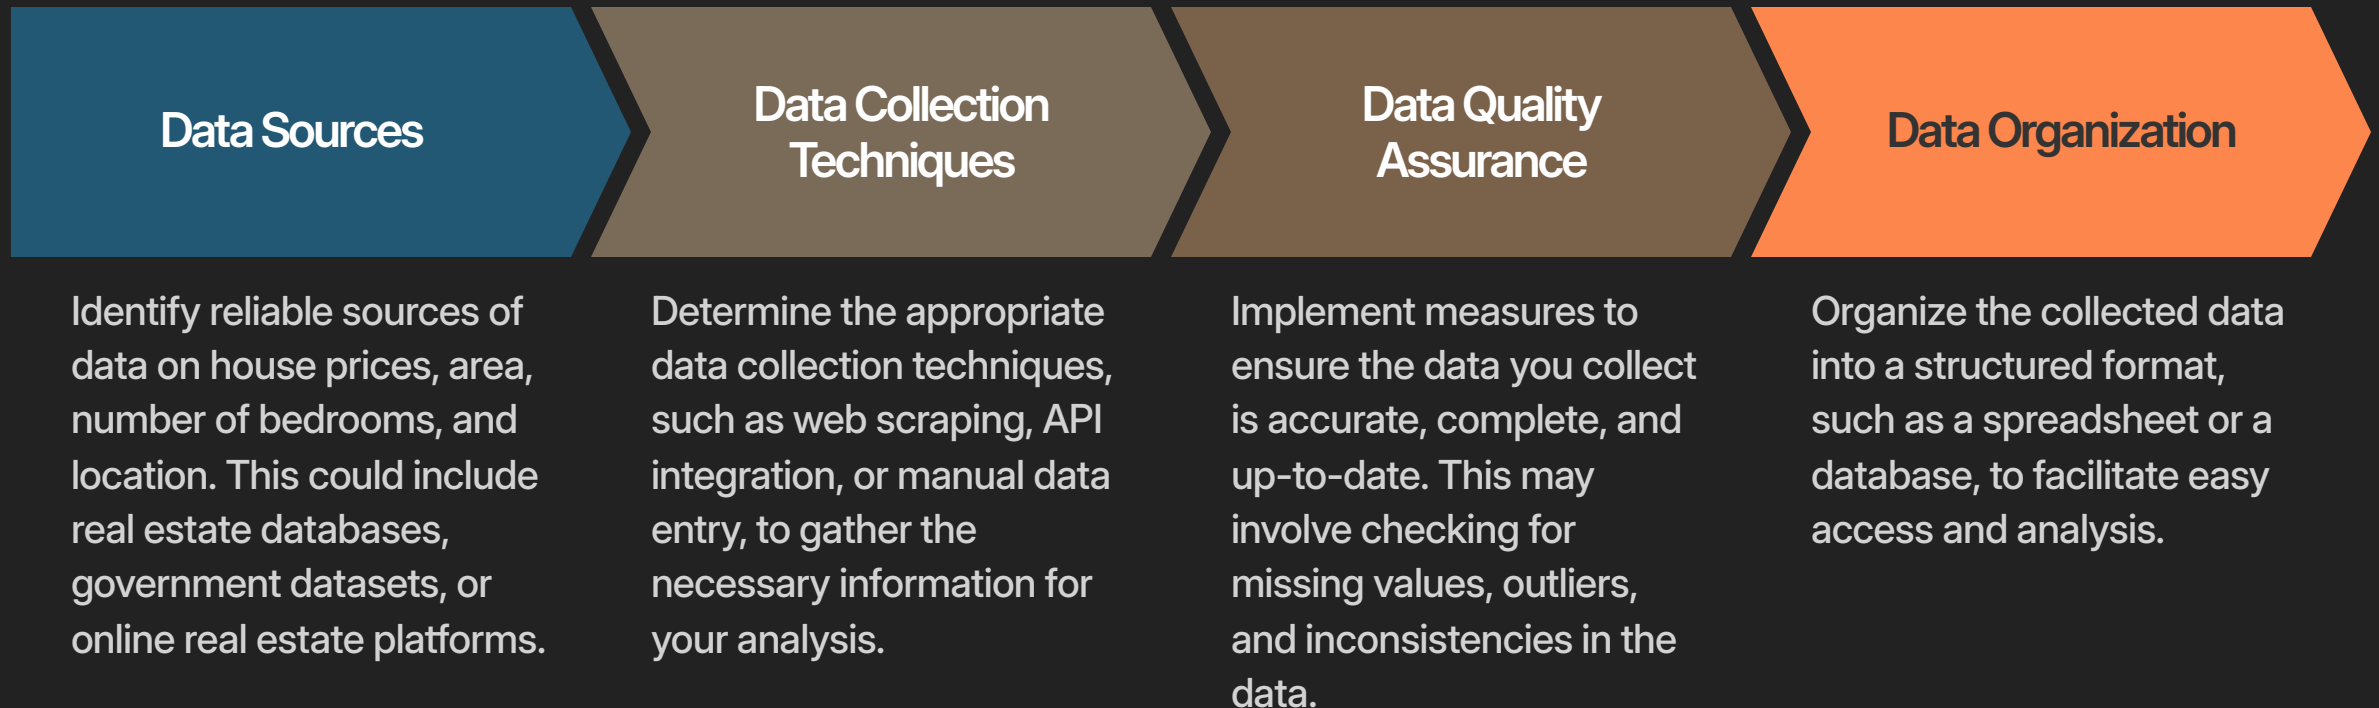 Data Sources
Data Collection
Techniques
Data Quality
Assurance
Data Organization
Identify reliable sources of
data on house prices, area,
number of bedrooms, and
location. This could include
real estate databases,
government datasets, or
online real estate platforms.
Determine the appropriate
data collection techniques,
such as web scraping, API
integration, or manual data
entry, to gather the
necessary information for
your analysis.
Implement measures to
ensure the data you collect
is accurate, complete, and
up-to-date. This may
involve checking for
missing values, outliers,
and inconsistencies in the
data.
Organize the collected data
into a structured format,
such as a spreadsheet or a
database, to facilitate easy
access and analysis.